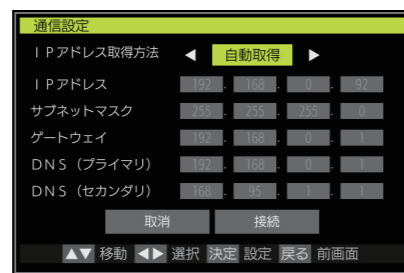 通信設定
IPアドレス取得方法 ◀ 自動取得 ▶
IPアドレス 192 . 168 . 0 . 92
サブネットマスク 255 . 255 . 255 . 0
ゲートウェイ 192 . 168 . 0 . 1
DNS（プライマリ） 192 . 168 . 0 . 1
DNS（セカンダリ） 168 . 95 . 1 . 1
取消 接続
▲▼ 移動 ◀▶ 選択 決定 設定 戻る 前画面